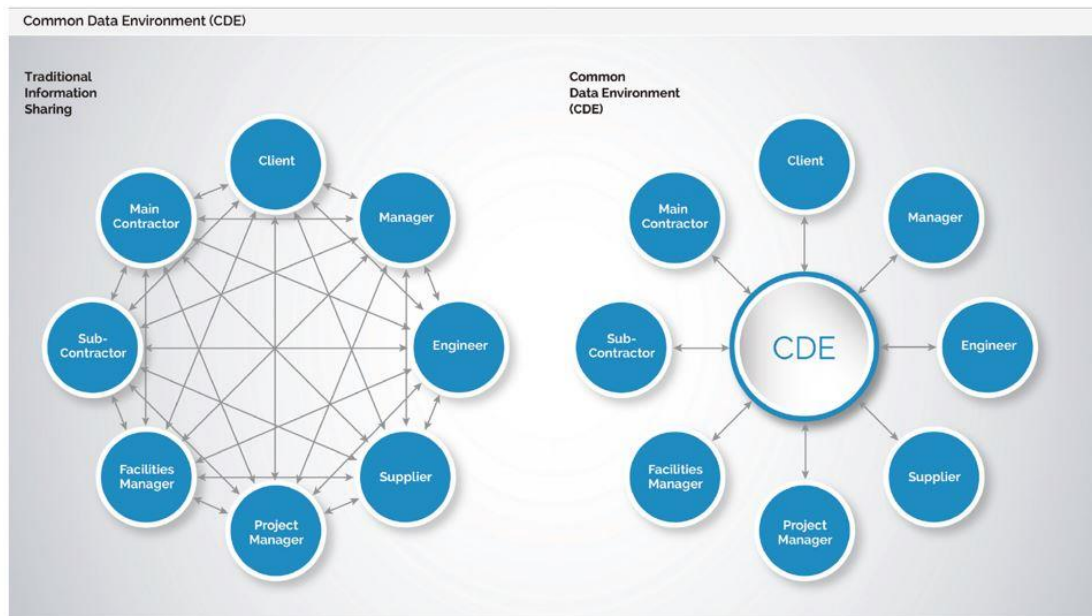 Common Data Environment (CDE)
Traditional
Information
Sharing
Client
Main
Contractor
Manager
Sub-
Contractor
Engineer
Facilities
Manager
Supplier
Project
Manager
Common
Data Environment
(CDE)
Client
Main
Contractor
Manager
Sub-
Contractor
CDE
Engineer
Facilities
Manager
Supplier
Project
Manager